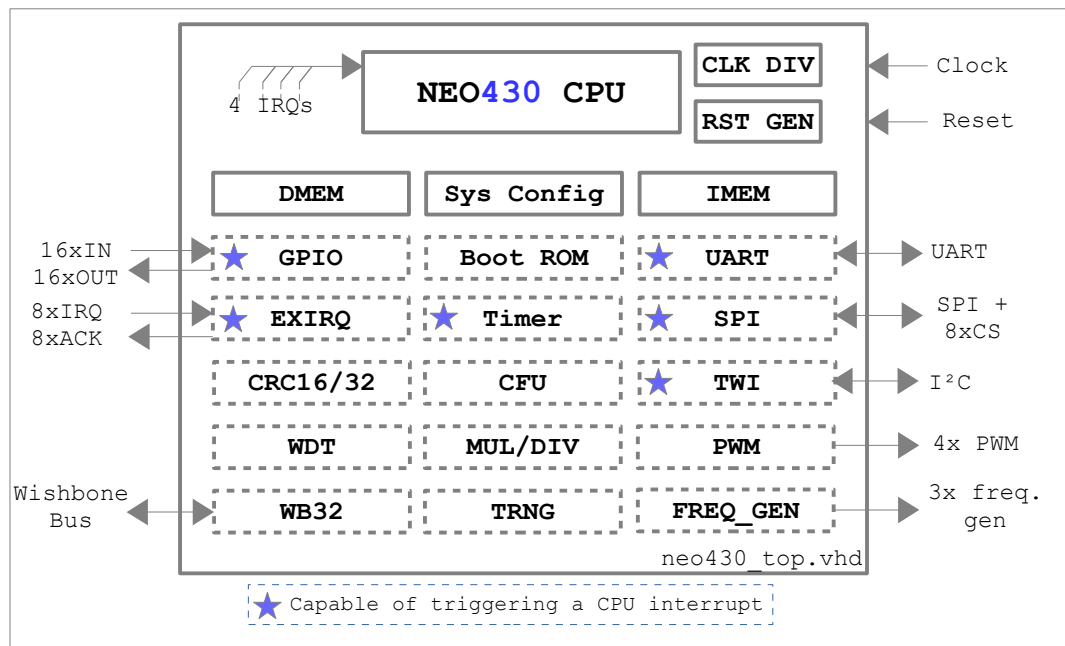 NEO430 CPU
CLK DIV
Clock
4 IRQs
RST GEN
Reset
DMEM
Sys Config
IMEM
16xIN
16xOUT
GPIO
Boot ROM
UART
UART
8xIRQ
8xACK
EXIRQ
Timer
SPI
SPI +
8xCS
CRC16/32
CFU
TWI
I²C
WDT
MUL/DIV
PWM
4x PWM
Wishbone
Bus
WB32
TRNG
FREQ_GEN
3x freq.
gen
neo430_top.vhd
Capable of triggering a CPU interrupt